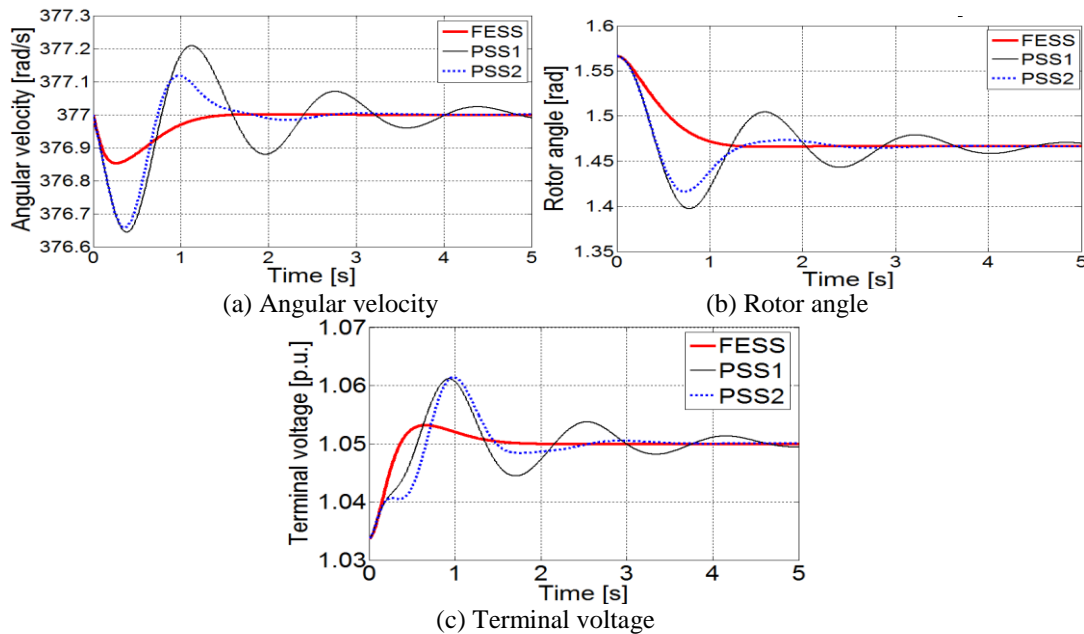 377.3
377.2
377.1
377
376.9
376.8
376.7
376.6
Angular velocity [rad/s]
FESS
PSS1
PSS2
0 1 2 3 4 5
Time [s]
(a) Angular velocity
1.6
1.55
1.5
1.45
1.4
1.35
Rotor angle [rad]
FESS
PSS1
PSS2
0 1 2 3 4 5
Time [s]
(b) Rotor angle
1.07
1.06
1.05
1.04
1.03
Terminal voltage [p.u.]
FESS
PSS1
PSS2
0 1 2 3 4 5
Time [s]
(c) Terminal voltage